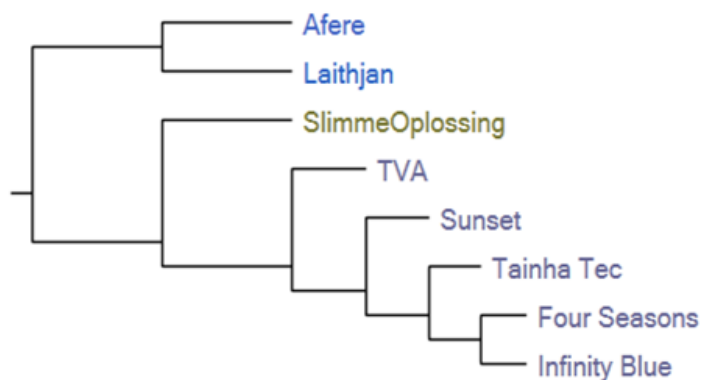 Afere
Laithjan
SlimmeOplossing
TVA
Sunset
Tainha Tec
Four Seasons
Infinity Blue